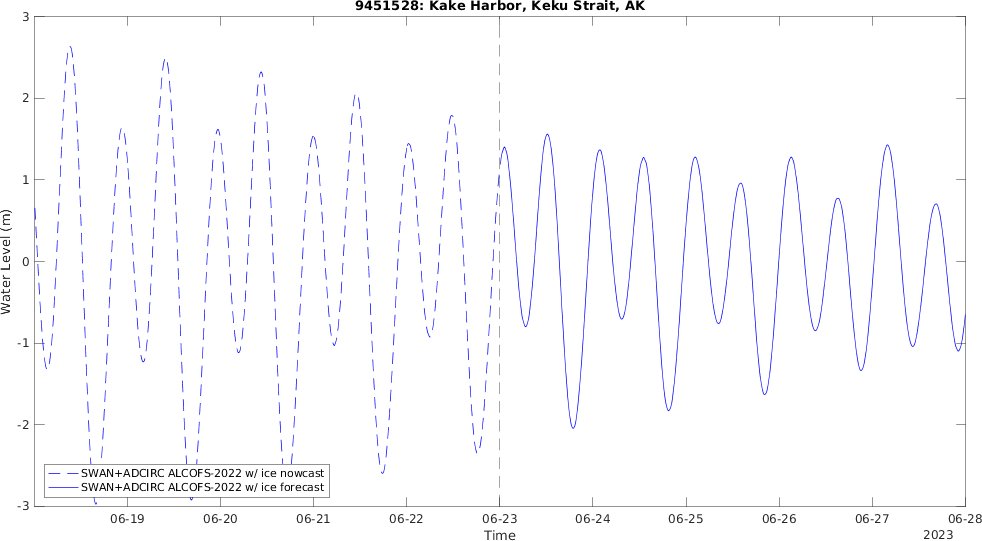 9451528: Kake Harbor, Keku Strait, AK
3
2
1
0
-1
-2
-3
Water Level (m)
SWAN+ADCIRC ALCOFS-2022 w/ ice nowcast
SWAN+ADCIRC ALCOFS-2022 w/ ice forecast
06-19 06-20 06-21 06-22 06-23 06-24 06-25 06-26 06-27 06-28
Time
2023